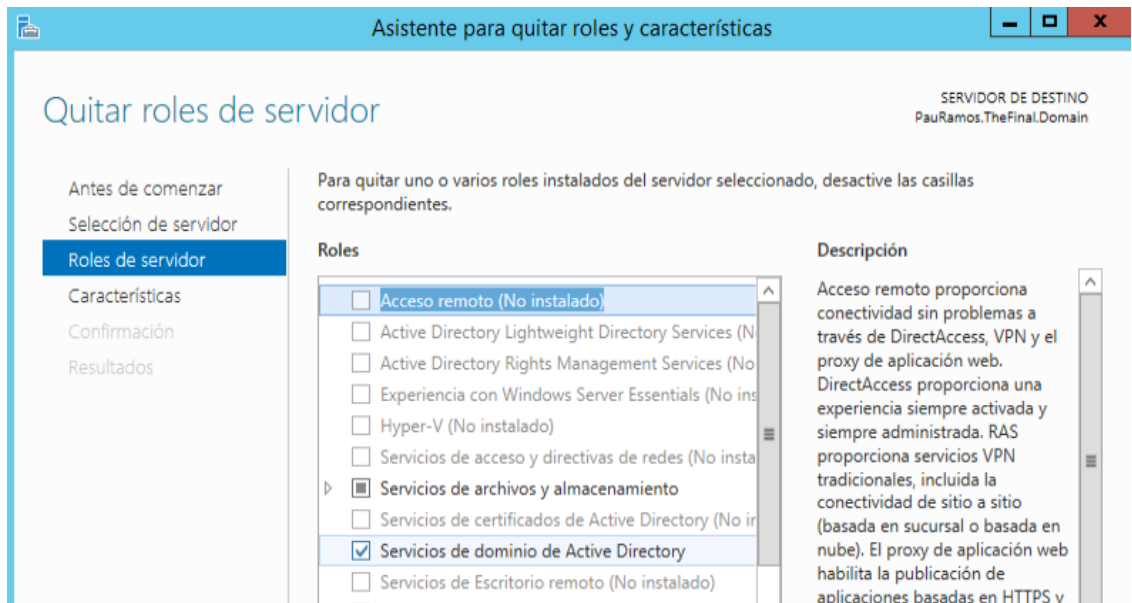 Asistente para quitar roles y características
Quitar roles de servidor
SERVIDOR DE DESTINO
PauRamos.TheFinal.Domain
Antes de comenzar
Selección de servidor
Roles de servidor
Características
Confirmación
Resultados
Para quitar uno o varios roles instalados del servidor seleccionado, desactive las casillas
correspondientes.
Roles
Acceso remoto (No instalado)
Active Directory Lightweight Directory Services (N
Active Directory Rights Management Services (No
Experiencia con Windows Server Essentials (No ins
Hyper-V (No instalado)
Servicios de acceso y directivas de redes (No insta
Servicios de archivos y almacenamiento
Servicios de certificados de Active Directory (No in
Servicios de dominio de Active Directory
Servicios de Escritorio remoto (No instalado)
Descripción
Acceso remoto proporciona
conectividad sin problemas a
través de DirectAccess, VPN y el
proxy de aplicación web.
DirectAccess proporciona una
experiencia siempre activada y
siempre administrada. RAS
proporciona servicios VPN
tradicionales, incluida la
conectividad de sitio a sitio
(basada en sucursal o basada en
nube). El proxy de aplicación web
habilita la publicación de
aplicaciones basadas en HTTPS y